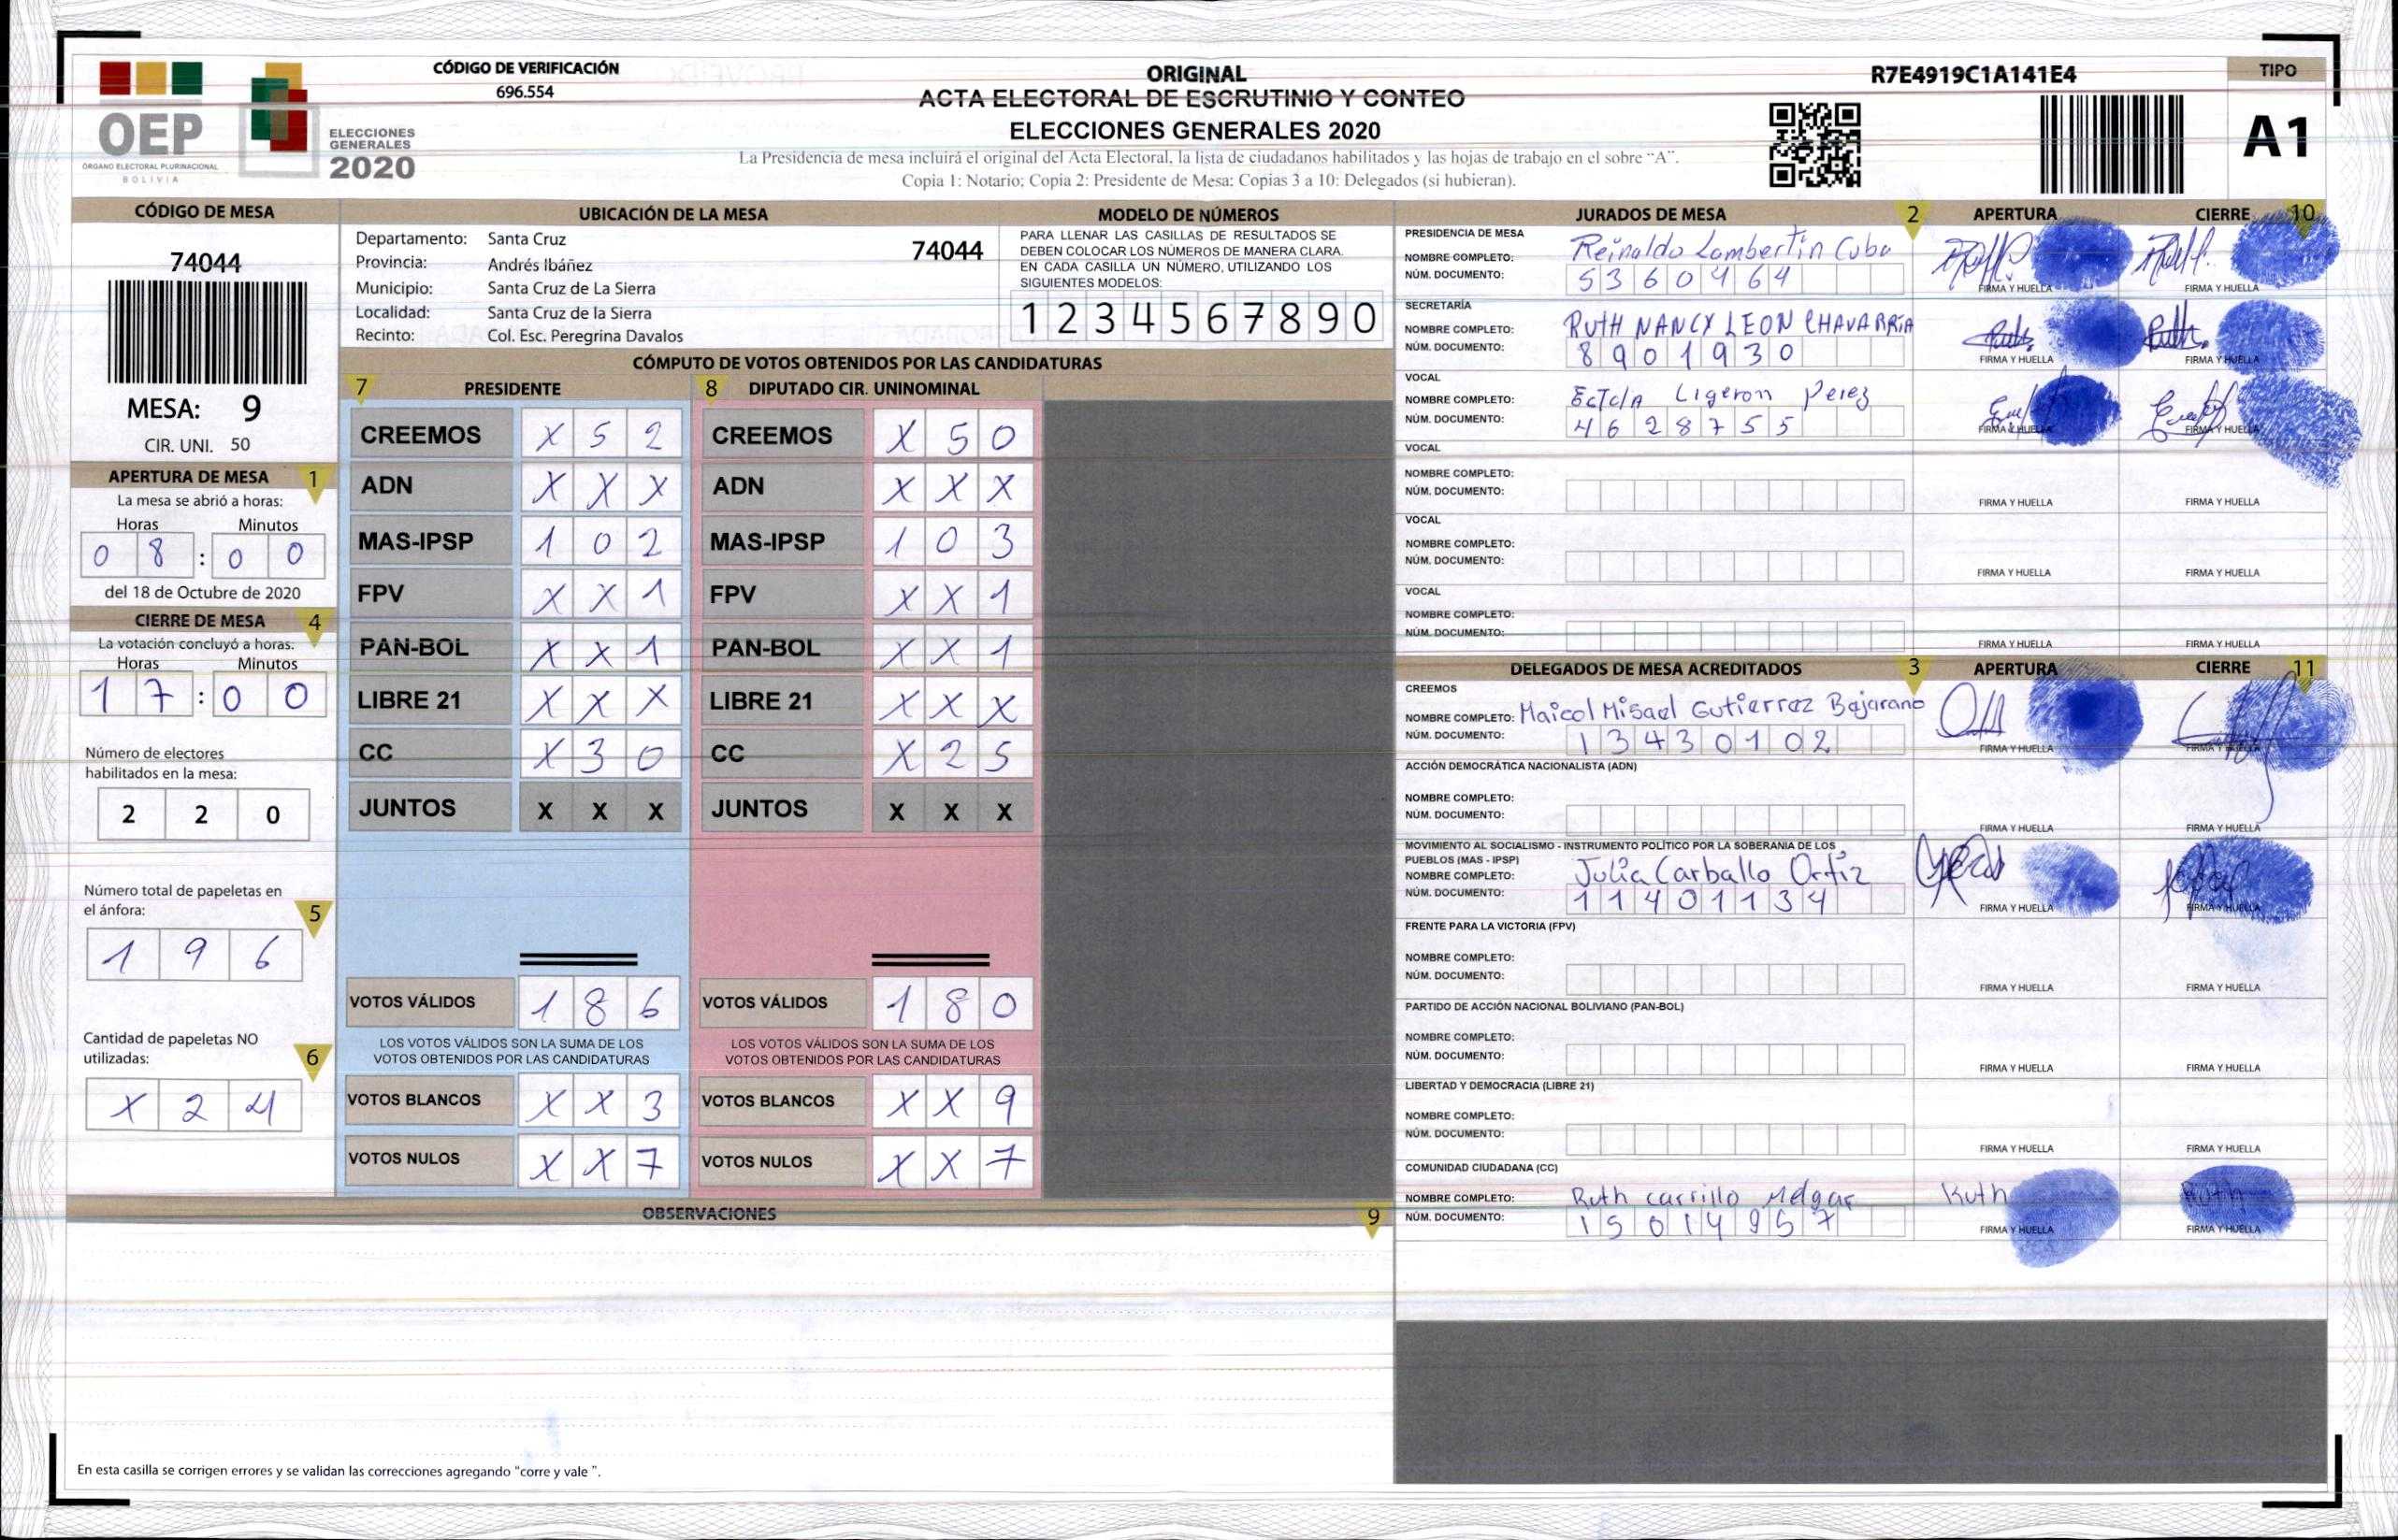 CÓDIGO DE VERIFICACIÓN
696.554
ORIGINAL
ACTA ELECTORAL DE ESCRUTINIO Y CONTEO
ELECCIONES GENERALES 2020
La Presidencia de mesa incluirá el original del Acta Electoral, la lista de ciudadanos habilitados y las hojas de trabajo en el sobre "A".
Copia 1: Notario; Copia 2: Presidente de Mesa; Copias 3 a 10: Delegados (si hubieran).
R7E4919C1A141E4
TIPO
A1
OEP
ÓRGANO ELECTORAL PLURINACIONAL
BOLIVIA
ELECCIONES
GENERALES
2020
CÓDIGO DE MESA
74044
MESA: 9
CIR. UNI. 50
APERTURA DE MESA 1
La mesa se abrió a horas:
Horas Minutos
0 8 : 0 0
del 18 de Octubre de 2020
CIERRE DE MESA 4
La votación concluyó a horas.
Horas Minutos
1 7 : 0 0
Número de electores
habilitados en la mesa:
2 2 0
Número total de papeletas en
el ánfora: 5
1 9 6
Cantidad de papeletas NO
utilizadas: 6
X 2 4
UBICACIÓN DE LA MESA
Departamento: Santa Cruz 74044
Provincia: Andrés Ibáñez
Municipio: Santa Cruz de La Sierra
Localidad: Santa Cruz de la Sierra
Recinto: Col. Esc. Peregrina Davalos
MODELO DE NÚMEROS
PARA LLENAR LAS CASILLAS DE RESULTADOS SE
DEBEN COLOCAR LOS NÚMEROS DE MANERA CLARA.
EN CADA CASILLA UN NÚMERO, UTILIZANDO LOS
SIGUIENTES MODELOS:
1 2 3 4 5 6 7 8 9 0
CÓMPUTO DE VOTOS OBTENIDOS POR LAS CANDIDATURAS
7 PRESIDENTE 8 DIPUTADO CIR. UNINOMINAL
CREEMOS X 5 2 CREEMOS X 5 0
ADN X X X ADN X X X
MAS-IPSP 1 0 2 MAS-IPSP 1 0 3
FPV X X 1 FPV X X 1
PAN-BOL X X 1 PAN-BOL X X 1
LIBRE 21 X X X LIBRE 21 X X X
CC X 3 0 CC X 2 5
JUNTOS X X X JUNTOS X X X
VOTOS VÁLIDOS 1 8 6 VOTOS VÁLIDOS 1 8 0
LOS VOTOS VÁLIDOS SON LA SUMA DE LOS LOS VOTOS VÁLIDOS SON LA SUMA DE LOS
VOTOS OBTENIDOS POR LAS CANDIDATURAS VOTOS OBTENIDOS POR LAS CANDIDATURAS
VOTOS BLANCOS X X 3 VOTOS BLANCOS X X 9
VOTOS NULOS X X 7 VOTOS NULOS X X 7
OBSERVACIONES 9
En esta casilla se corrigen errores y se validan las correcciones agregando "corre y vale ".
JURADOS DE MESA 2 APERTURA CIERRE 10
PRESIDENCIA DE MESA
NOMBRE COMPLETO: Reinaldo Lambertin Cuba
NÚM. DOCUMENTO: 5 3 6 0 4 6 4
FIRMA Y HUELLA FIRMA Y HUELLA
SECRETARÍA
NOMBRE COMPLETO: RUTH NANCY LEON CHAVARRIA
NÚM. DOCUMENTO: 8 9 0 1 9 3 0
FIRMA Y HUELLA FIRMA Y HUELLA
VOCAL
NOMBRE COMPLETO: Ligeron Perez
NÚM. DOCUMENTO: 4 6 2 8 7 5 5
FIRMA Y HUELLA FIRMA Y HUELLA
VOCAL
NOMBRE COMPLETO:
NÚM. DOCUMENTO:
FIRMA Y HUELLA FIRMA Y HUELLA
VOCAL
NOMBRE COMPLETO:
NÚM. DOCUMENTO:
FIRMA Y HUELLA FIRMA Y HUELLA
VOCAL
NOMBRE COMPLETO:
NÚM. DOCUMENTO:
FIRMA Y HUELLA FIRMA Y HUELLA
DELEGADOS DE MESA ACREDITADOS 3 APERTURA CIERRE 11
CREEMOS
NOMBRE COMPLETO: Maicol Misael Gutierrez Bajarano
NÚM. DOCUMENTO: 1 3 4 3 0 1 0 2
FIRMA Y HUELLA FIRMA Y HUELLA
ACCIÓN DEMOCRÁTICA NACIONALISTA (ADN)
NOMBRE COMPLETO:
NÚM. DOCUMENTO:
FIRMA Y HUELLA FIRMA Y HUELLA
MOVIMIENTO AL SOCIALISMO - INSTRUMENTO POLÍTICO POR LA SOBERANIA DE LOS
PUEBLOS (MAS - IPSP)
NOMBRE COMPLETO: Julia Carballo Ortiz
NÚM. DOCUMENTO: 1 1 4 0 1 1 3 4
FIRMA Y HUELLA FIRMA Y HUELLA
FRENTE PARA LA VICTORIA (FPV)
NOMBRE COMPLETO:
NÚM. DOCUMENTO:
FIRMA Y HUELLA FIRMA Y HUELLA
PARTIDO DE ACCIÓN NACIONAL BOLIVIANO (PAN-BOL)
NOMBRE COMPLETO:
NÚM. DOCUMENTO:
FIRMA Y HUELLA FIRMA Y HUELLA
LIBERTAD Y DEMOCRACIA (LIBRE 21)
NOMBRE COMPLETO:
NÚM. DOCUMENTO:
FIRMA Y HUELLA FIRMA Y HUELLA
COMUNIDAD CIUDADANA (CC)
NOMBRE COMPLETO: Ruth carrillo Melgar Ruth Ruth
NÚM. DOCUMENTO: 1 5 0 1 4 9 5 7
FIRMA Y HUELLA FIRMA Y HUELLA